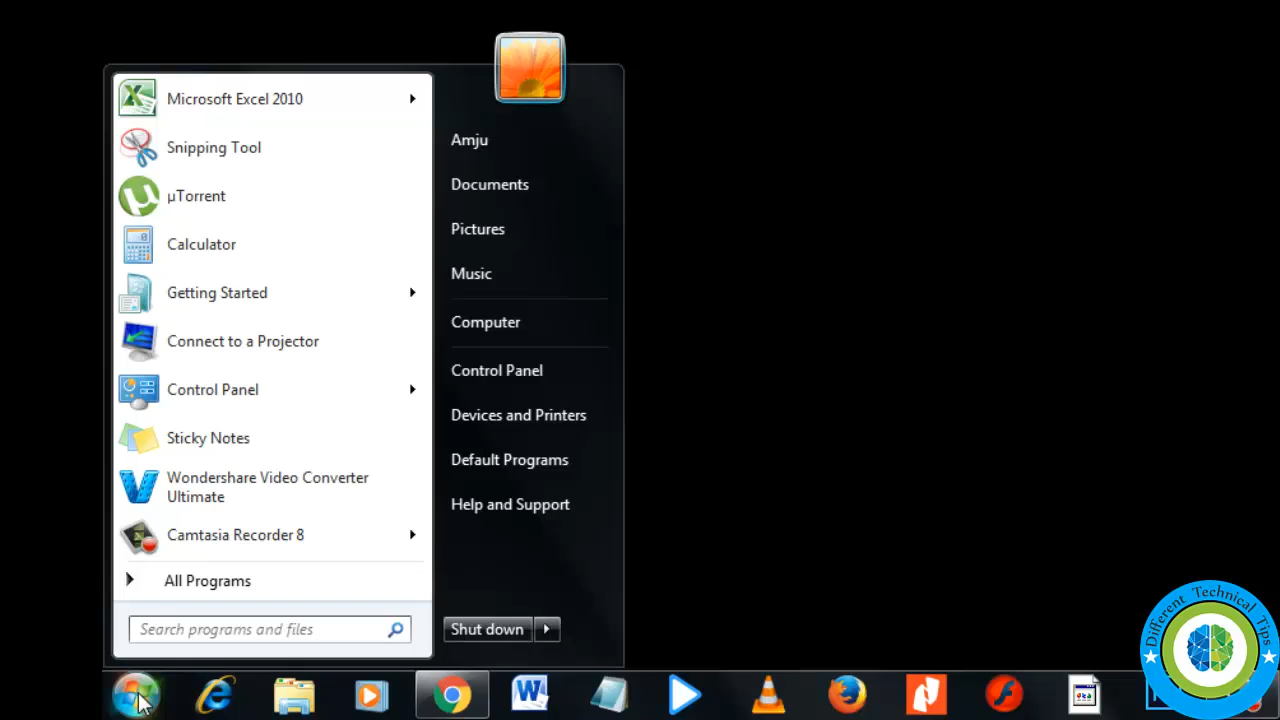 Microsoft Excel 2010
Snipping Tool
µTorrent
Calculator
Getting Started
Connect to a Projector
Control Panel
Sticky Notes
Wondershare Video Converter
Ultimate
Camtasia Recorder 8
All Programs
Search programs and files
Amju
Documents
Pictures
Music
Computer
Control Panel
Devices and Printers
Default Programs
Help and Support
Shut down
Different Technical Tips